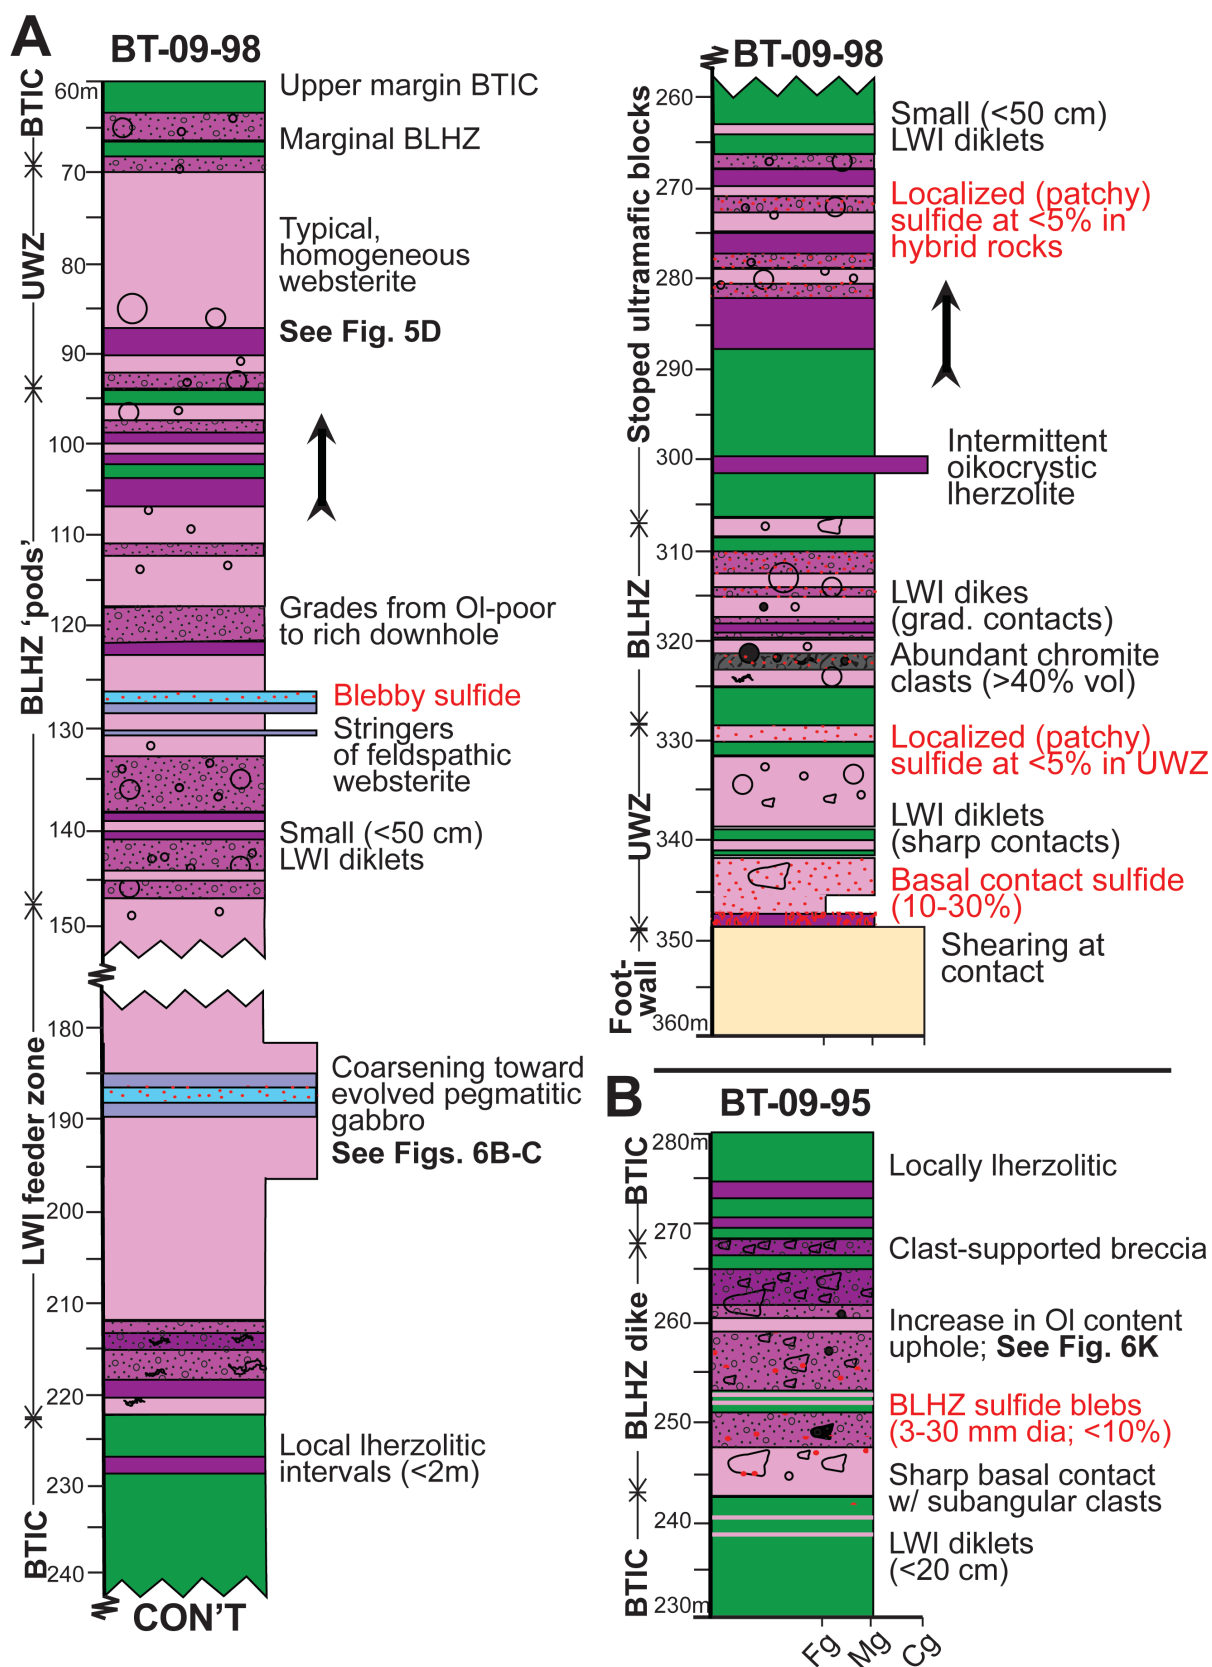 A
BT-09-98
60m
70
80
90
100
110
120
130
140
150
180
190
200
210
220
230
240
BTIC
UWZ
BLHZ ‘pods’
LWI feeder zone
BTIC
Upper margin BTIC
Marginal BLHZ
Typical,
homogeneous
websterite
See Fig. 5D
Grades from Ol-poor
to rich downhole
Blebby sulfide
Stringers
of feldspathic
websterite
Small (<50 cm)
LWI diklets
Coarsening toward
evolved pegmatitic
gabbro
See Figs. 6B-C
Local lherzolitic
intervals (<2m)
CON’T
BT-09-98
260
270
280
290
300
310
320
330
340
350
360m
Stoped ultramafic blocks
BLHZ
UWZ
Foot-
wall
Small (<50 cm)
LWI diklets
Localized (patchy)
sulfide at <5% in
hybrid rocks
Intermittent
oikocrystic
lherzolite
LWI dikes
(grad. contacts)
Abundant chromite
clasts (>40% vol)
Localized (patchy)
sulfide at <5% in UWZ
LWI diklets
(sharp contacts)
Basal contact sulfide
(10-30%)
Shearing at
contact
B
BT-09-95
280m
270
260
250
240
230m
BTIC
BLHZ dike
BTIC
Locally lherzolitic
Clast-supported breccia
Increase in Ol content
uphole; See Fig. 6K
BLHZ sulfide blebs
(3-30 mm dia; <10%)
Sharp basal contact
w/ subangular clasts
LWI diklets
(<20 cm)
Fg
Mg
Cg